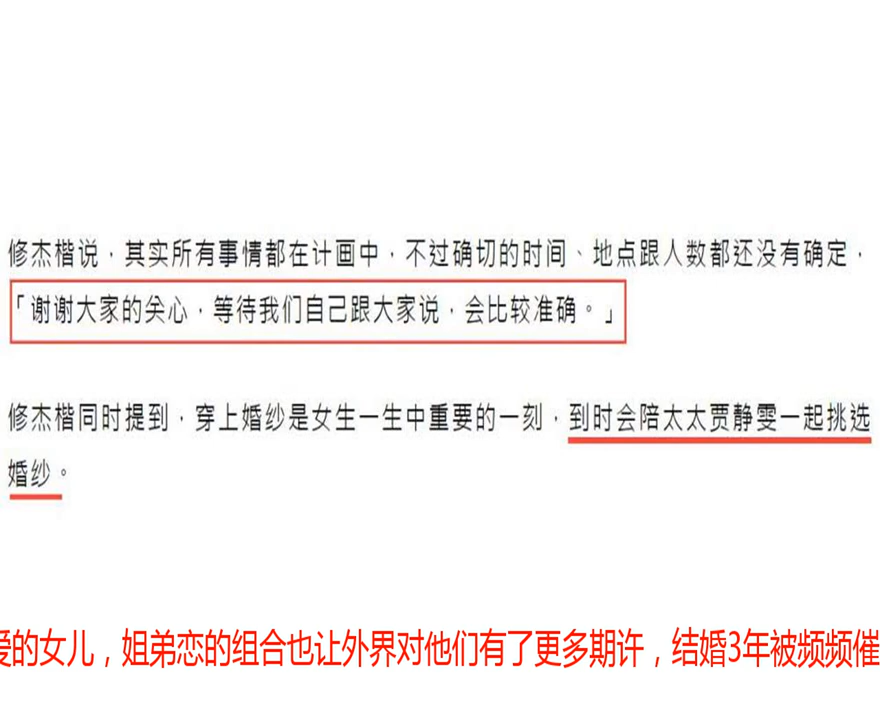 修杰楷说，其实所有事情都在计画中，不过确切的时间、地点跟人数都还没有确定，
「谢谢大家的关心，等待我们自己跟大家说，会比较准确。」
修杰楷同时提到，穿上婚纱是女生一生中重要的一刻，到时会陪太太贾静雯一起挑选
婚纱。
爱的女儿，姐弟恋的组合也让外界对他们有了更多期许，结婚3年被频频催